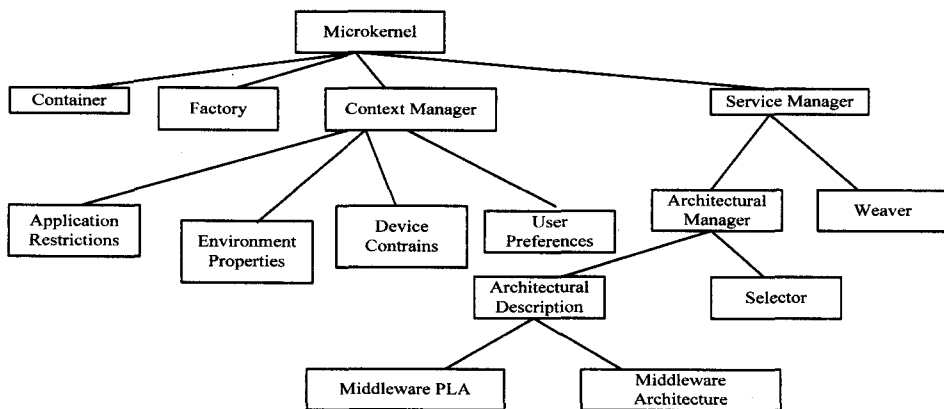 Microkernel
Container
Factory
Context Manager
Service Manager
Application
Restrictions
Environment
Properties
Device
Contrains
User
Preferences
Architectural
Manager
Weaver
Architectural
Description
Selector
Middleware PLA
Middleware
Architecture